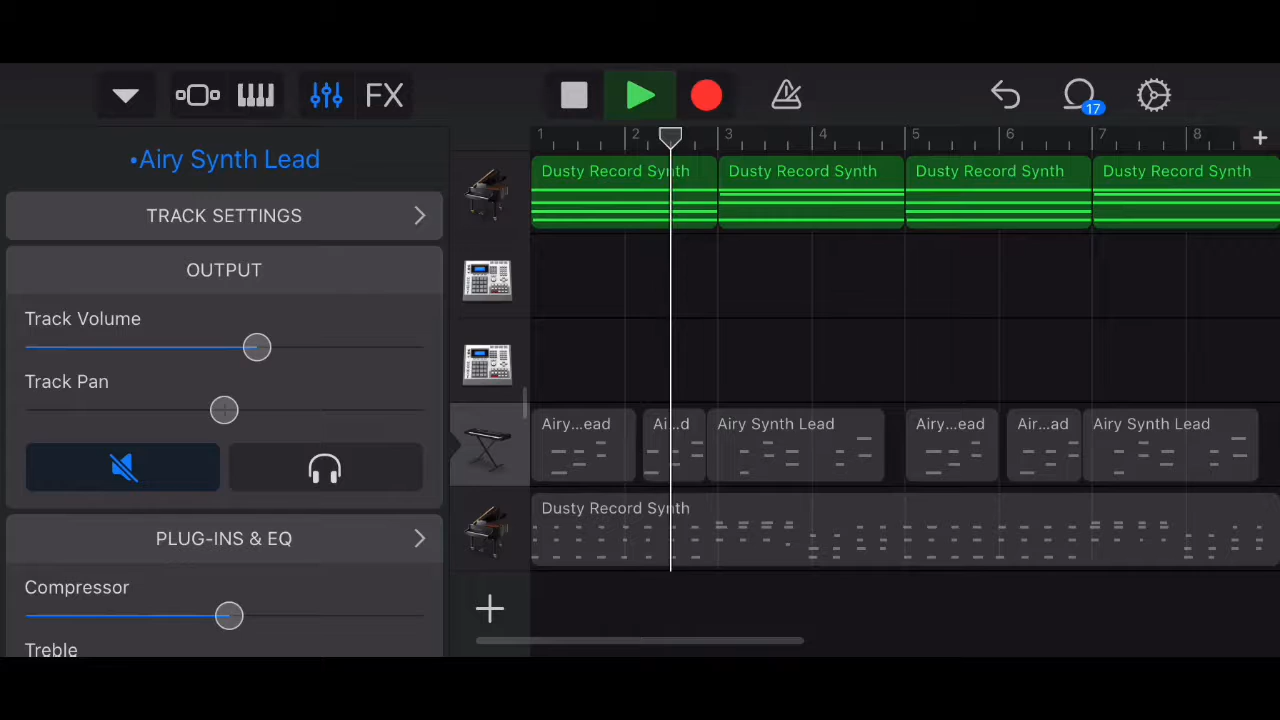 FX
17
1 2 3 4 5 6 7 8
•Airy Synth Lead
TRACK SETTINGS
OUTPUT
Track Volume
Track Pan
PLUG-INS & EQ
Compressor
Treble
Dusty Record Synth Dusty Record Synth Dusty Record Synth Dusty Record Synth
Airy...ead Ai...d Airy Synth Lead Airy...ead Air...ad Airy Synth Lead
Dusty Record Synth